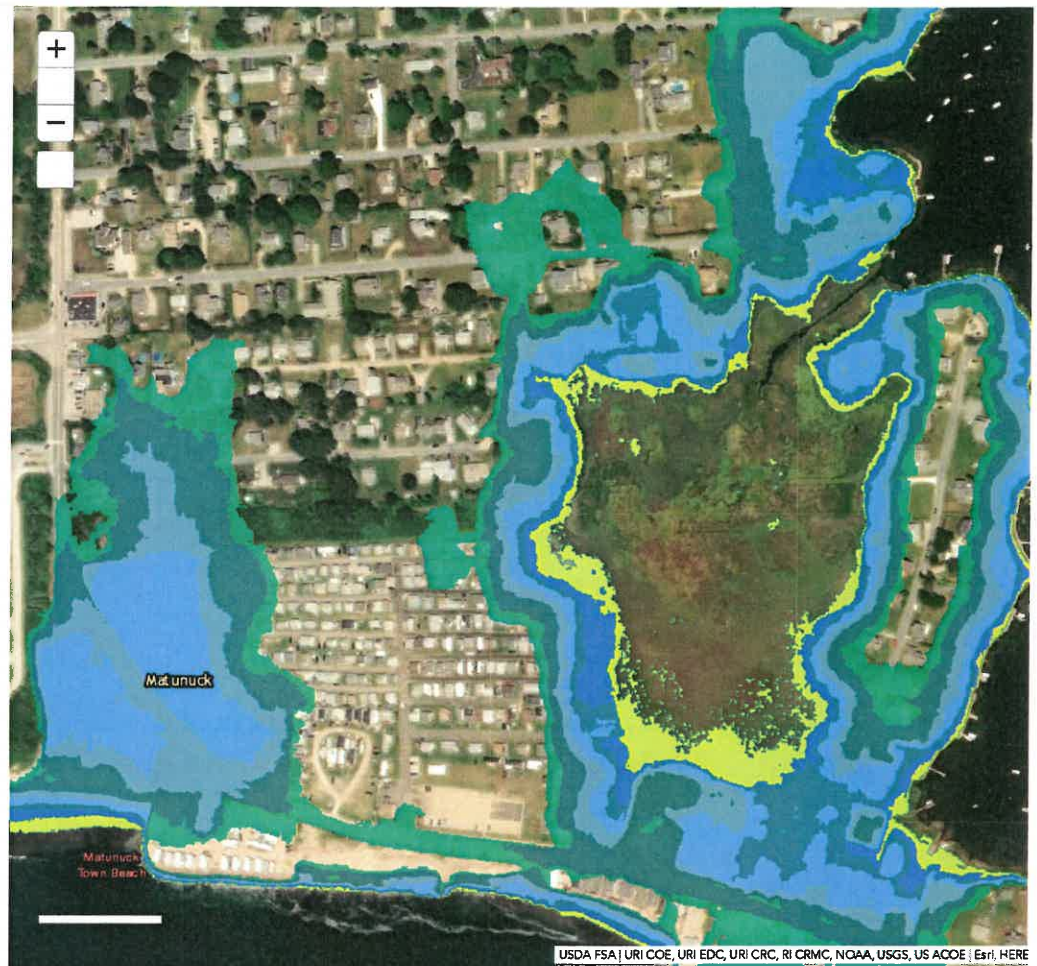 +
−
Matunuck
Matunuck
Town Beach
USDA FSA | URI COE, URI EDC, URI CRC, RI CRMC, NOAA, USGS, US ACOE | Esri, HERE